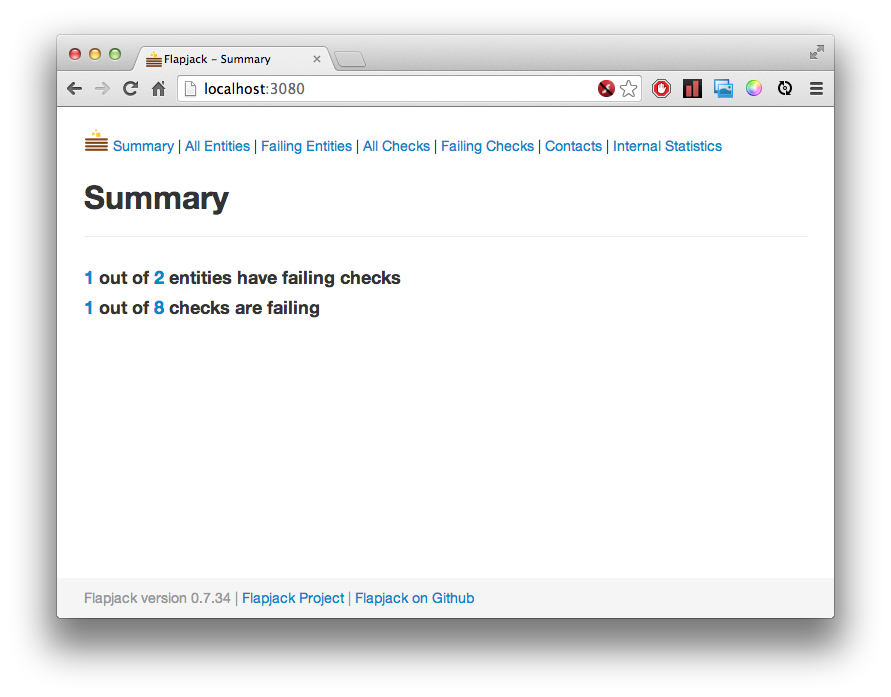 Flapjack – Summary
localhost:3080
Summary | All Entities | Failing Entities | All Checks | Failing Checks | Contacts | Internal Statistics
Summary
1 out of 2 entities have failing checks
1 out of 8 checks are failing
Flapjack version 0.7.34 | Flapjack Project | Flapjack on Github